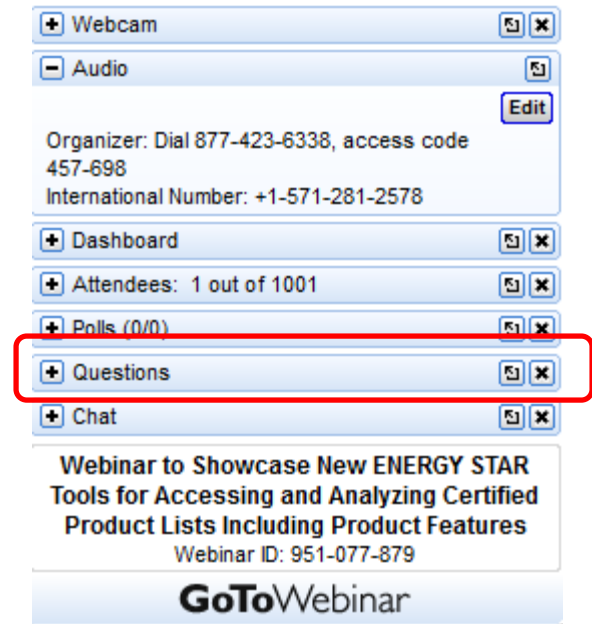 Webcam
Audio
Edit
Organizer: Dial 877-423-6338, access code
457-698
International Number: +1-571-281-2578
Dashboard
Attendees: 1 out of 1001
Polls (0/0)
Questions
Chat
Webinar to Showcase New ENERGY STAR
Tools for Accessing and Analyzing Certified
Product Lists Including Product Features
Webinar ID: 951-077-879
GoToWebinar